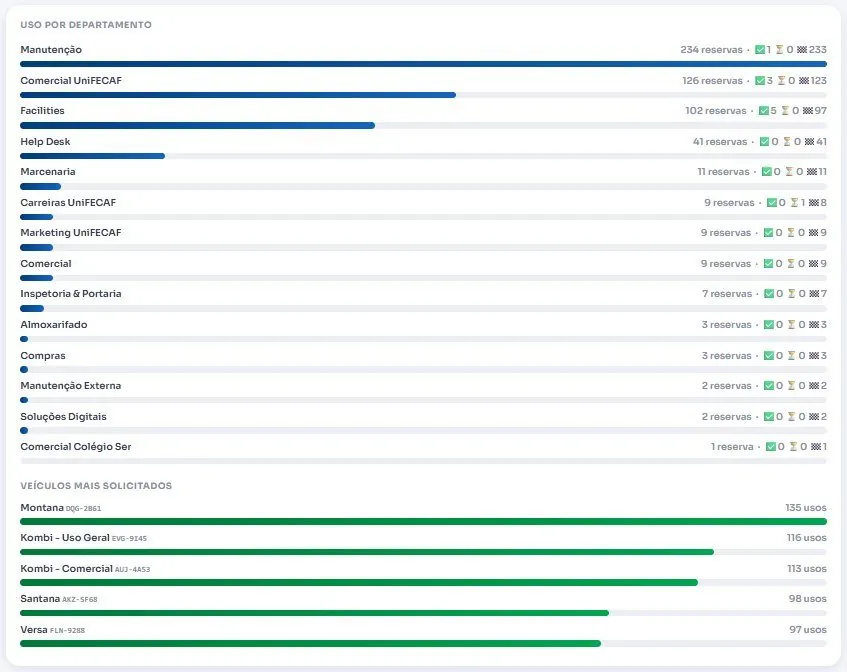 USO POR DEPARTAMENTO
Manutenção 234 reservas · ✅ 1 ⏳ 0 🏁 233
Comercial UniFECAF 126 reservas · ✅ 3 ⏳ 0 🏁 123
Facilities 102 reservas · ✅ 5 ⏳ 0 🏁 97
Help Desk 41 reservas · ✅ 0 ⏳ 0 🏁 41
Marcenaria 11 reservas · ✅ 0 ⏳ 0 🏁 11
Carreiras UniFECAF 9 reservas · ✅ 0 ⏳ 1 🏁 8
Marketing UniFECAF 9 reservas · ✅ 0 ⏳ 0 🏁 9
Comercial 9 reservas · ✅ 0 ⏳ 0 🏁 9
Inspetoria & Portaria 7 reservas · ✅ 0 ⏳ 0 🏁 7
Almoxarifado 3 reservas · ✅ 0 ⏳ 0 🏁 3
Compras 3 reservas · ✅ 0 ⏳ 0 🏁 3
Manutenção Externa 2 reservas · ✅ 0 ⏳ 0 🏁 2
Soluções Digitais 2 reservas · ✅ 0 ⏳ 0 🏁 2
Comercial Colégio Ser 1 reserva · ✅ 0 ⏳ 0 🏁 1
VEÍCULOS MAIS SOLICITADOS
Montana DQG-2B61 135 usos
Kombi - Uso Geral EVG-9I45 116 usos
Kombi - Comercial AUJ-4A53 113 usos
Santana AKZ-5F68 98 usos
Versa FLN-9288 97 usos